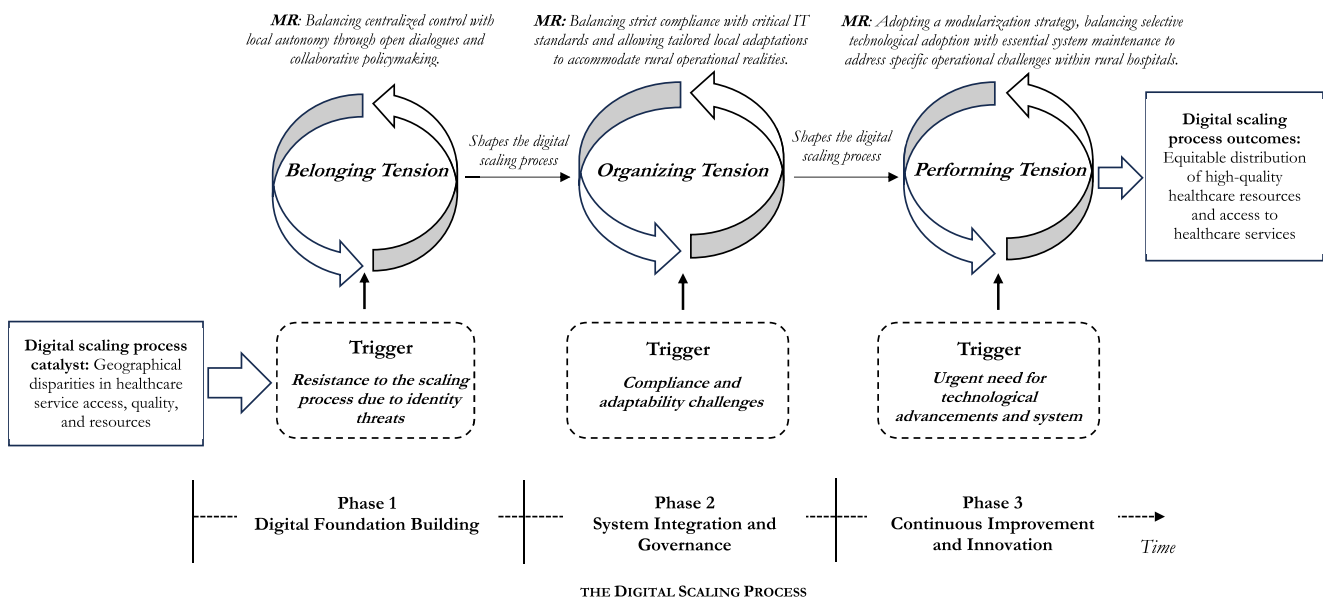 MR: Balancing centralized control with
local autonomy through open dialogues and
collaborative policymaking.
MR: Balancing strict compliance with critical IT
standards and allowing tailored local adaptations
to accommodate rural operational realities.
MR: Adopting a modularization strategy, balancing selective
technological adoption with essential system maintenance to
address specific operational challenges within rural hospitals.
Belonging Tension
Shapes the digital
scaling process
Organizing Tension
Shapes the digital
scaling process
Performing Tension
Digital scaling
process outcomes:
Equitable distribution
of high-quality
healthcare resources
and access to
healthcare services
Digital scaling process
catalyst: Geographical
disparities in healthcare
service access, quality,
and resources
Trigger
Resistance to the scaling
process due to identity
threats
Trigger
Compliance and
adaptability challenges
Trigger
Urgent need for
technological
advancements and system
Phase 1
Digital Foundation Building
Phase 2
System Integration and
Governance
Phase 3
Continuous Improvement
and Innovation
Time
THE DIGITAL SCALING PROCESS